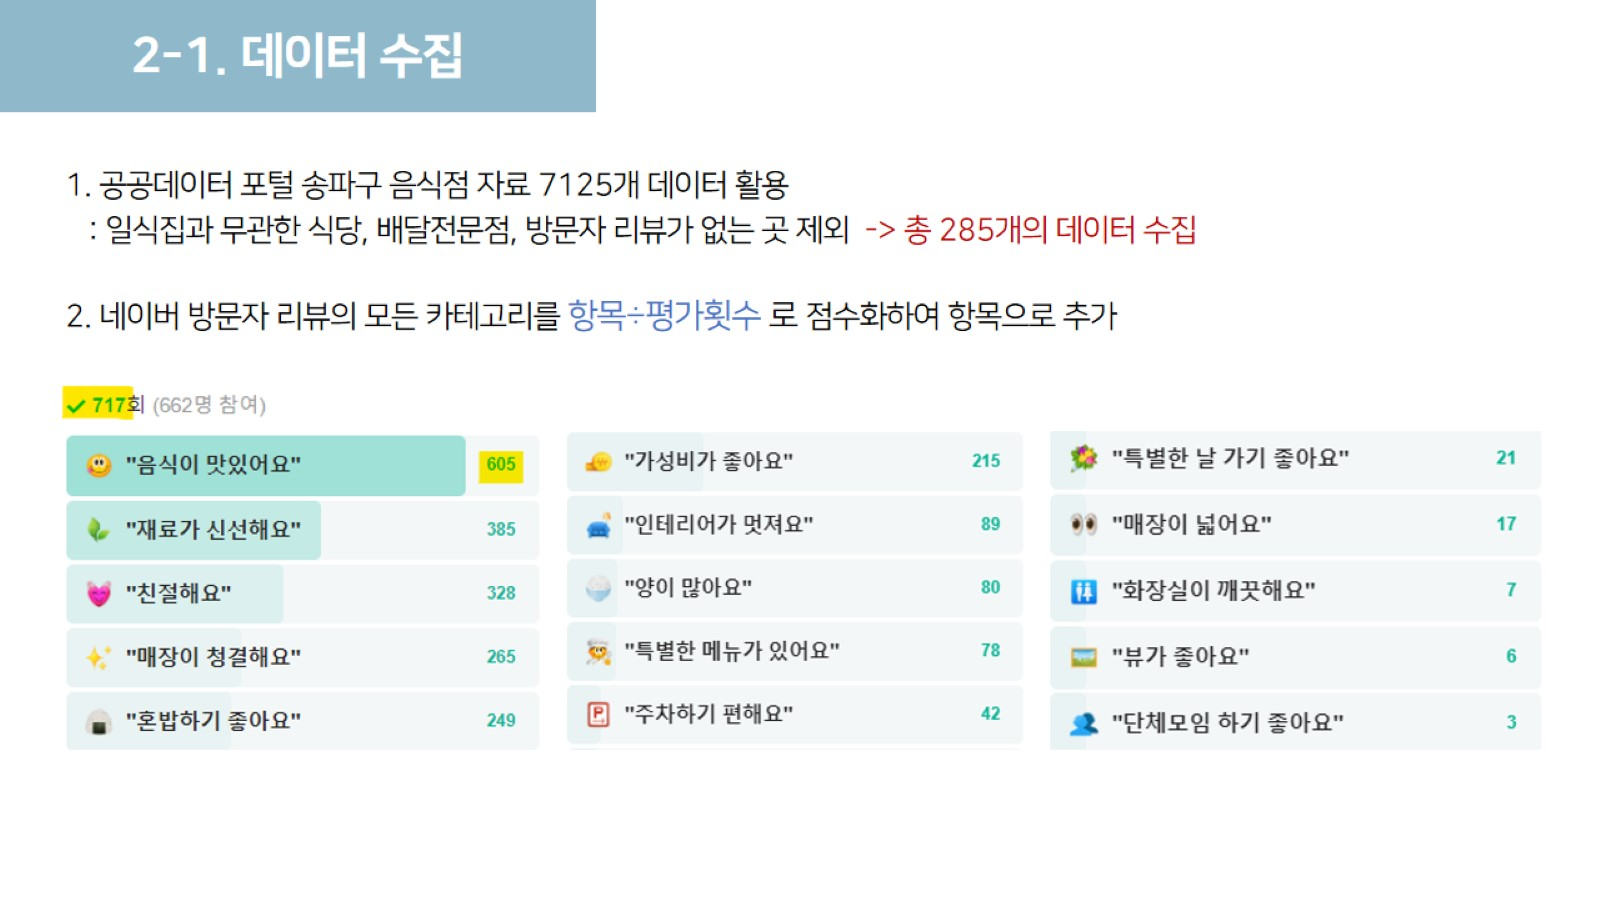 2-1. 데이터 수집
1. 공공데이터 포털 송파구 음식점 자료 7125개 데이터 활용
: 일식집과 무관한 식당, 배달전문점, 방문자 리뷰가 없는 곳 제외 -> 총 285개의 데이터 수집
2. 네이버 방문자 리뷰의 모든 카테고리를 항목÷평가횟수 로 점수화하여 항목으로 추가
✓ 717회 (662명 참여)
"음식이 맛있어요" 605
"재료가 신선해요" 385
"친절해요" 328
"매장이 청결해요" 265
"혼밥하기 좋아요" 249
"가성비가 좋아요" 215
"인테리어가 멋져요" 89
"양이 많아요" 80
"특별한 메뉴가 있어요" 78
P "주차하기 편해요" 42
"특별한 날 가기 좋아요" 21
"매장이 넓어요" 17
"화장실이 깨끗해요" 7
"뷰가 좋아요" 6
"단체모임 하기 좋아요" 3